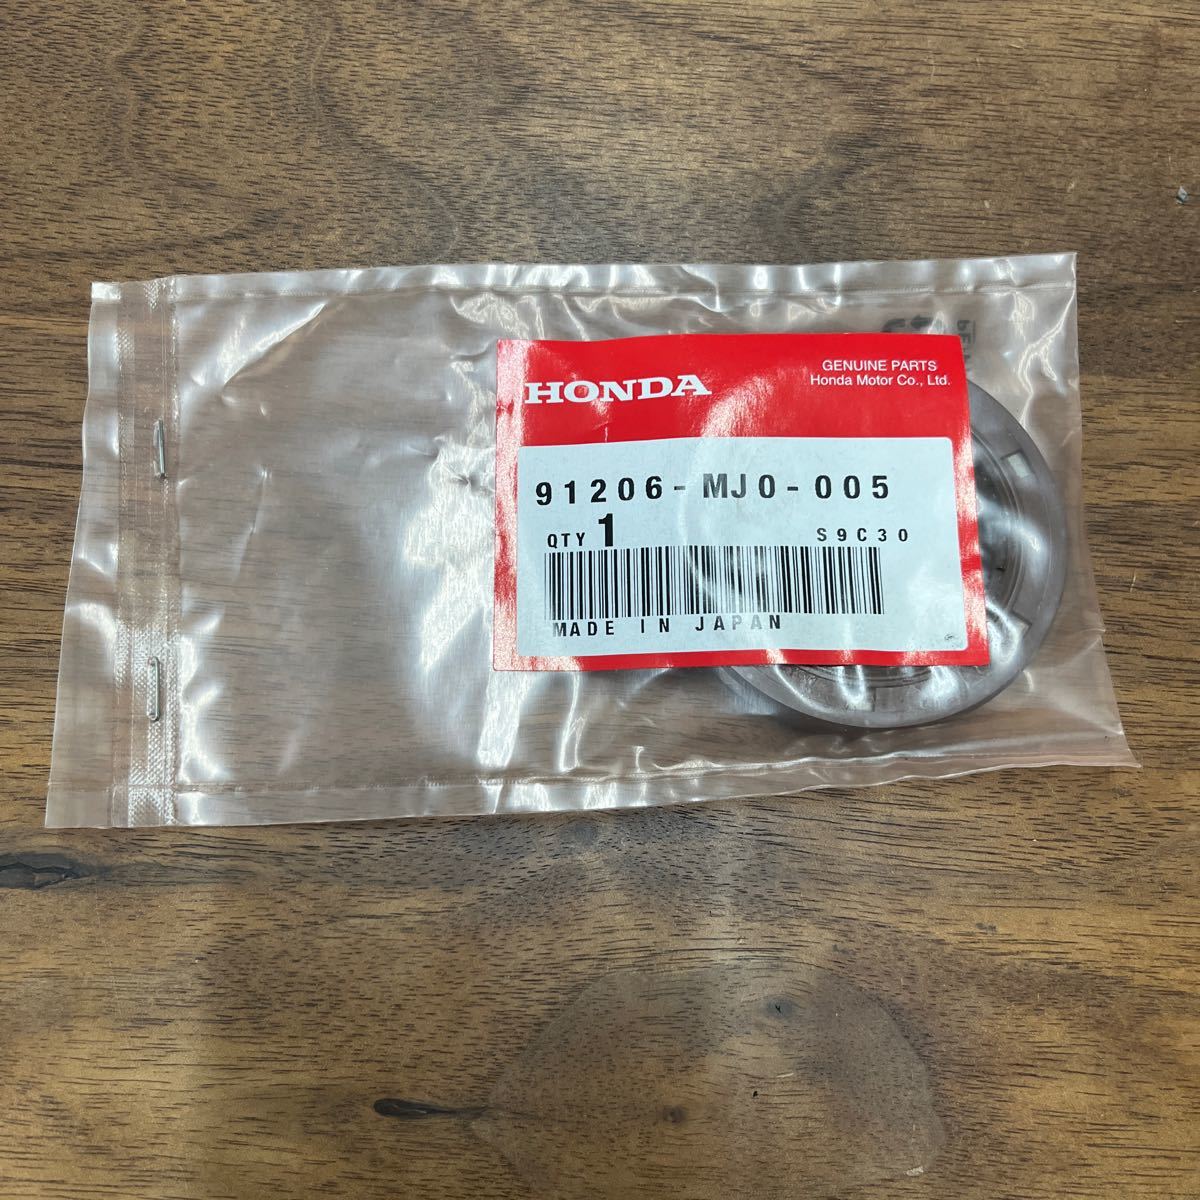 HONDA
GENUINE PARTS
Honda Motor Co., Ltd.
91206-MJ0-005
QTY 1 S9C30
MADE IN JAPAN